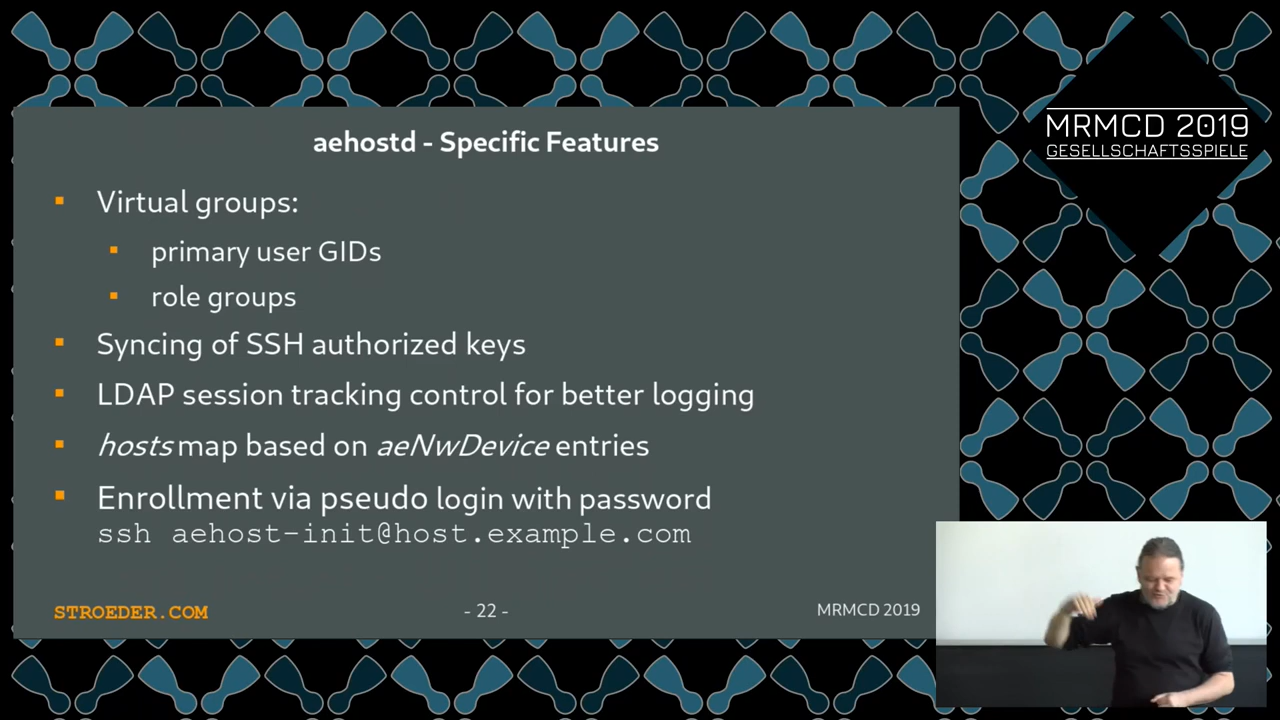 MRMCD 2019
GESELLSCHAFTSSPIELE
aehostd - Specific Features
Virtual groups:
primary user GIDs
role groups
Syncing of SSH authorized keys
LDAP session tracking control for better logging
hosts map based on aeNwDevice entries
Enrollment via pseudo login with password
ssh aehost-init@host.example.com
STROEDER.COM
- 22 -
MRMCD 2019